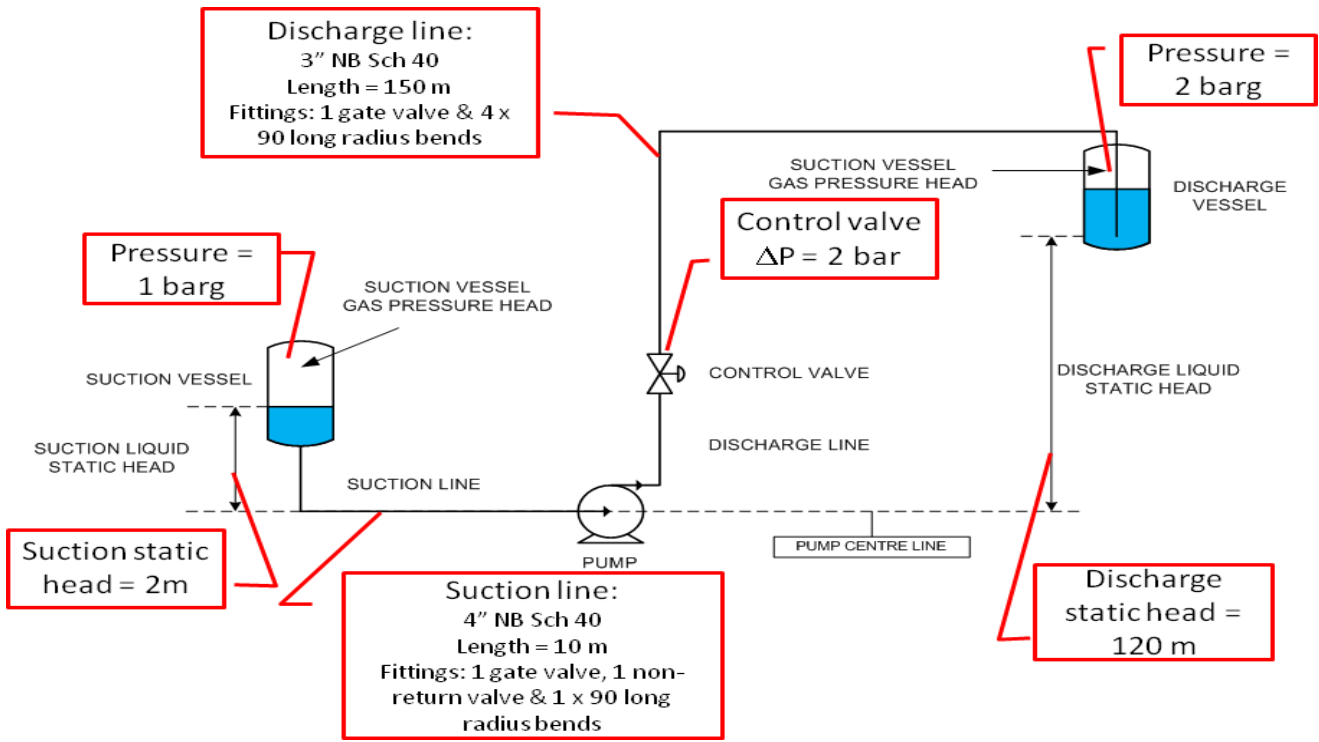 Discharge line:
3” NB Sch 40
Length = 150 m
Fittings: 1 gate valve & 4 x
90 long radius bends
Pressure =
2 barg
SUCTION VESSEL
GAS PRESSURE HEAD
DISCHARGE
VESSEL
Control valve
ΔP = 2 bar
Pressure =
1 barg
SUCTION VESSEL
GAS PRESSURE HEAD
SUCTION VESSEL
CONTROL VALVE
DISCHARGE LIQUID
STATIC HEAD
SUCTION LIQUID
STATIC HEAD
DISCHARGE LINE
SUCTION LINE
PUMP CENTRE LINE
PUMP
Suction static
head = 2m
Suction line:
4” NB Sch 40
Length = 10 m
Fittings: 1 gate valve, 1 non-
return valve & 1 x 90 long
radius bends
Discharge
static head =
120 m